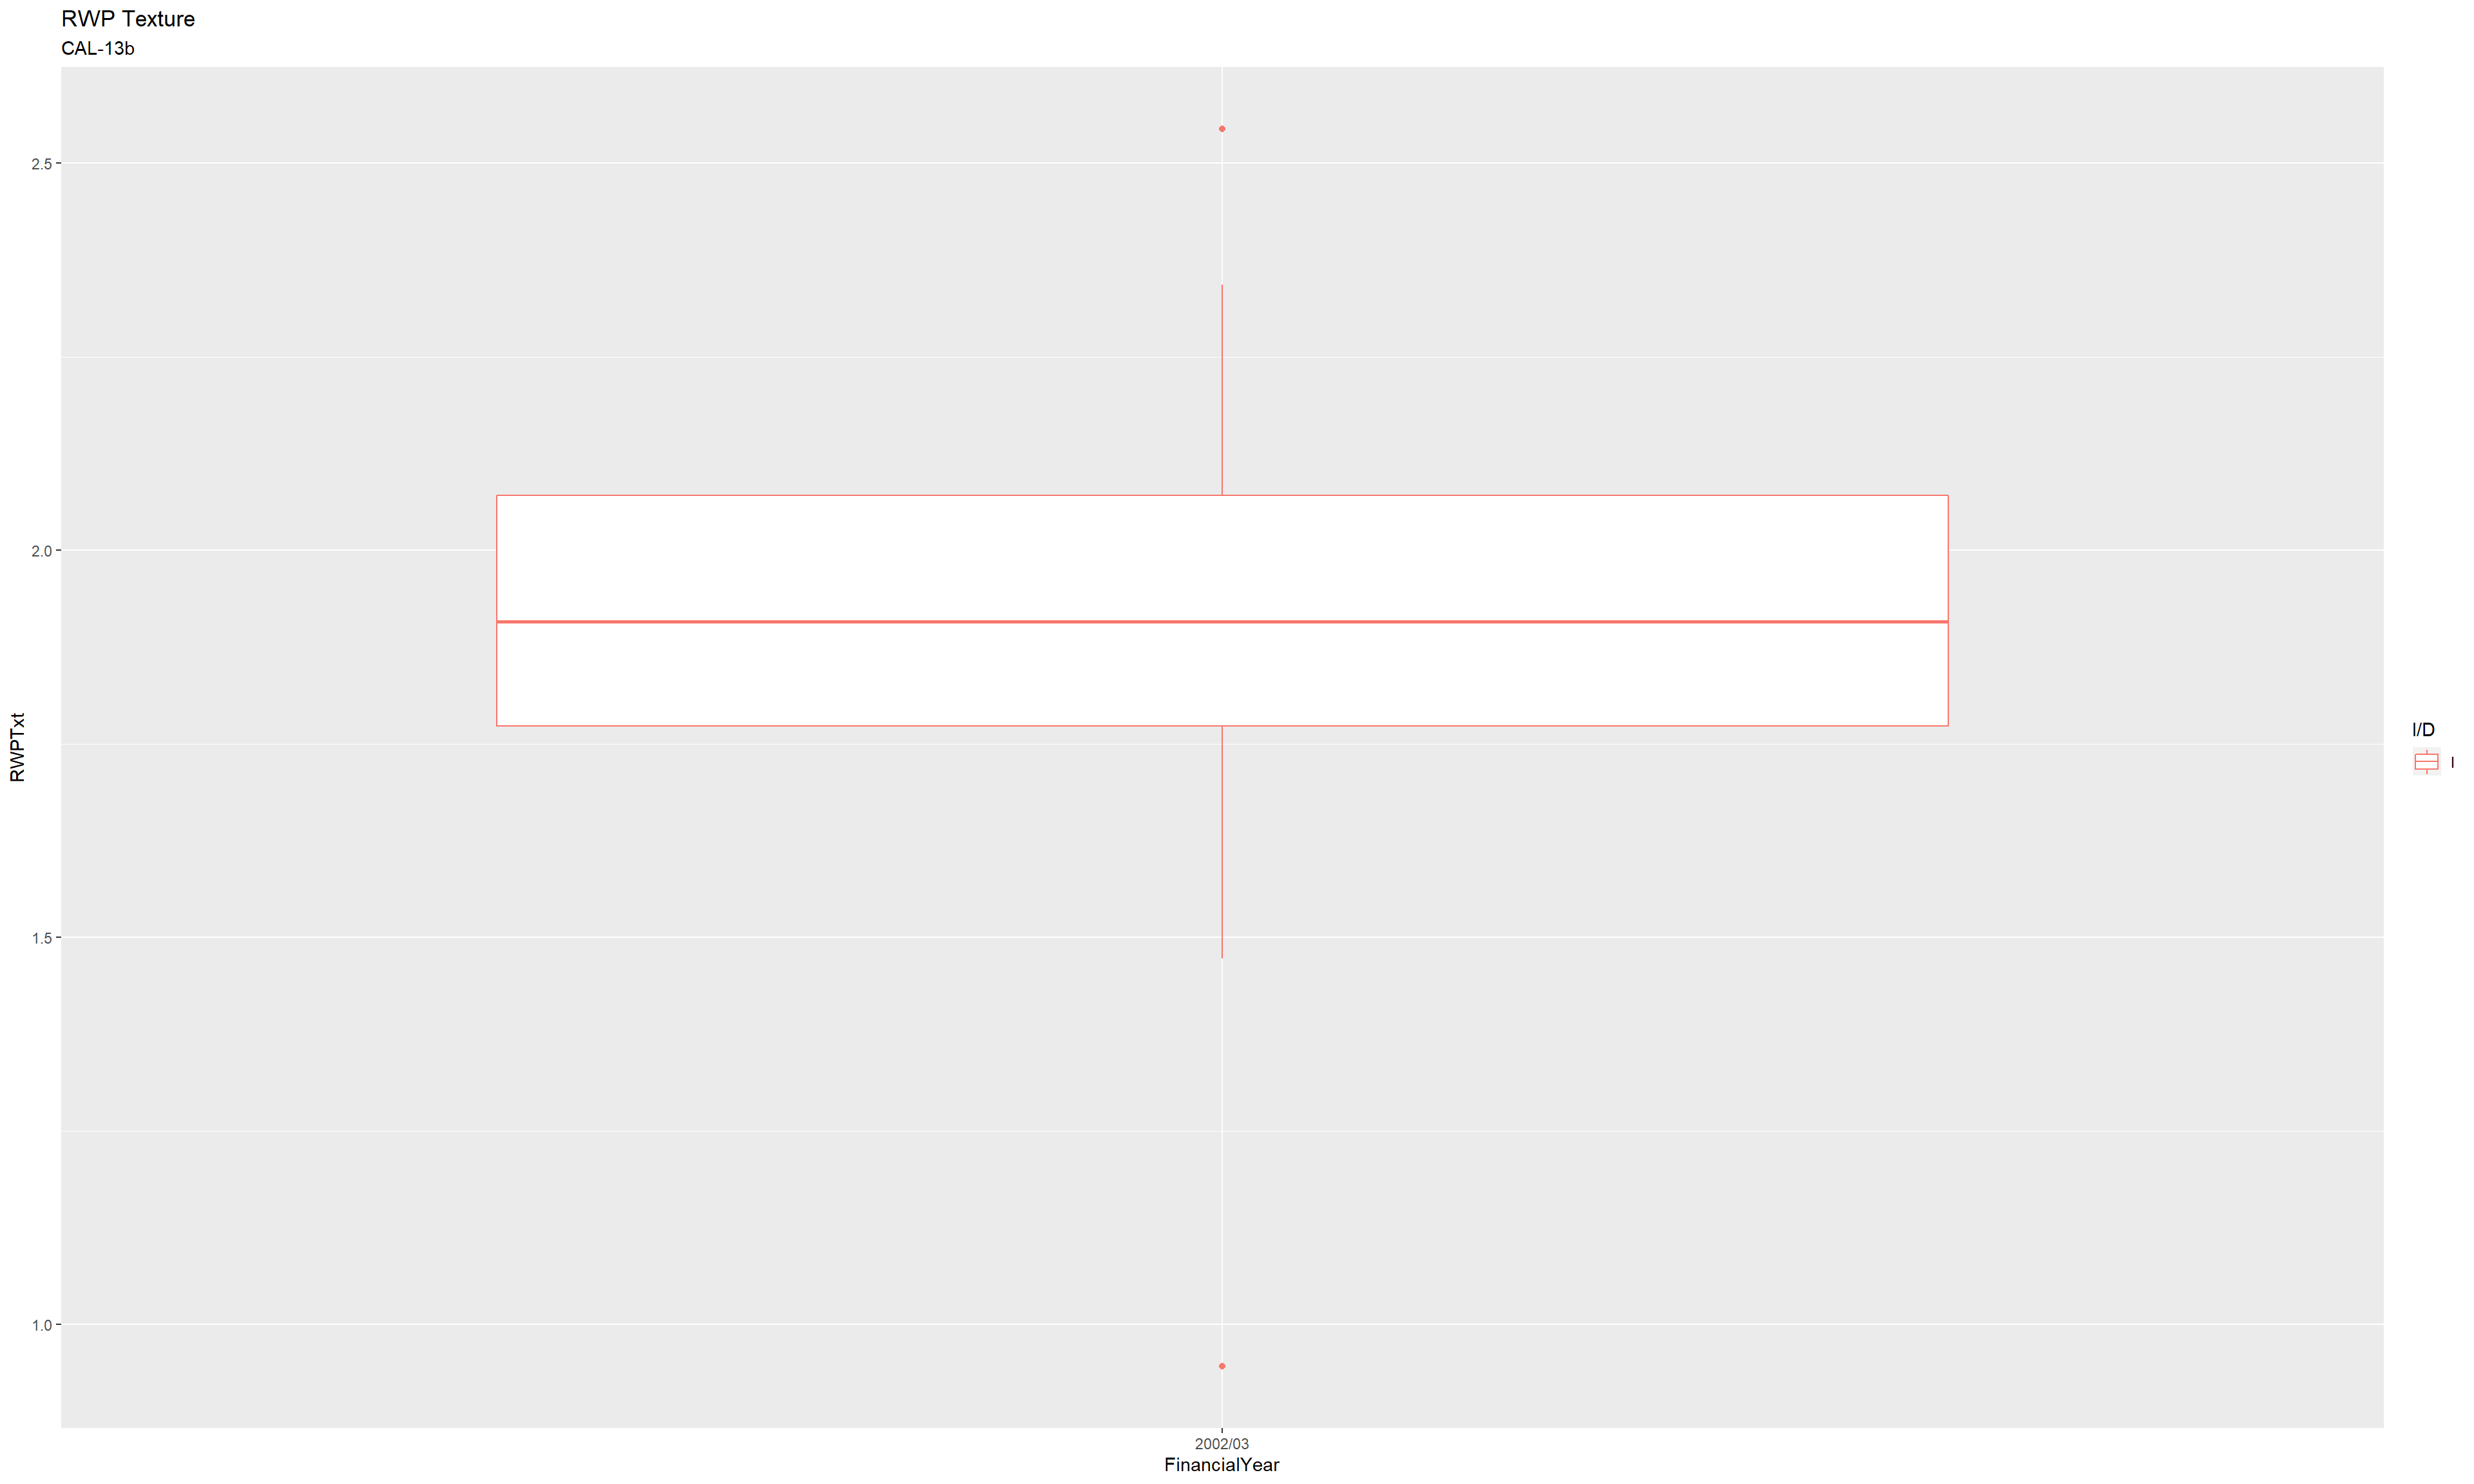 RWP Texture
CAL-13b
2.5
2.0
1.5
1.0
RWPTxt
2002/03
FinancialYear
I/D
I